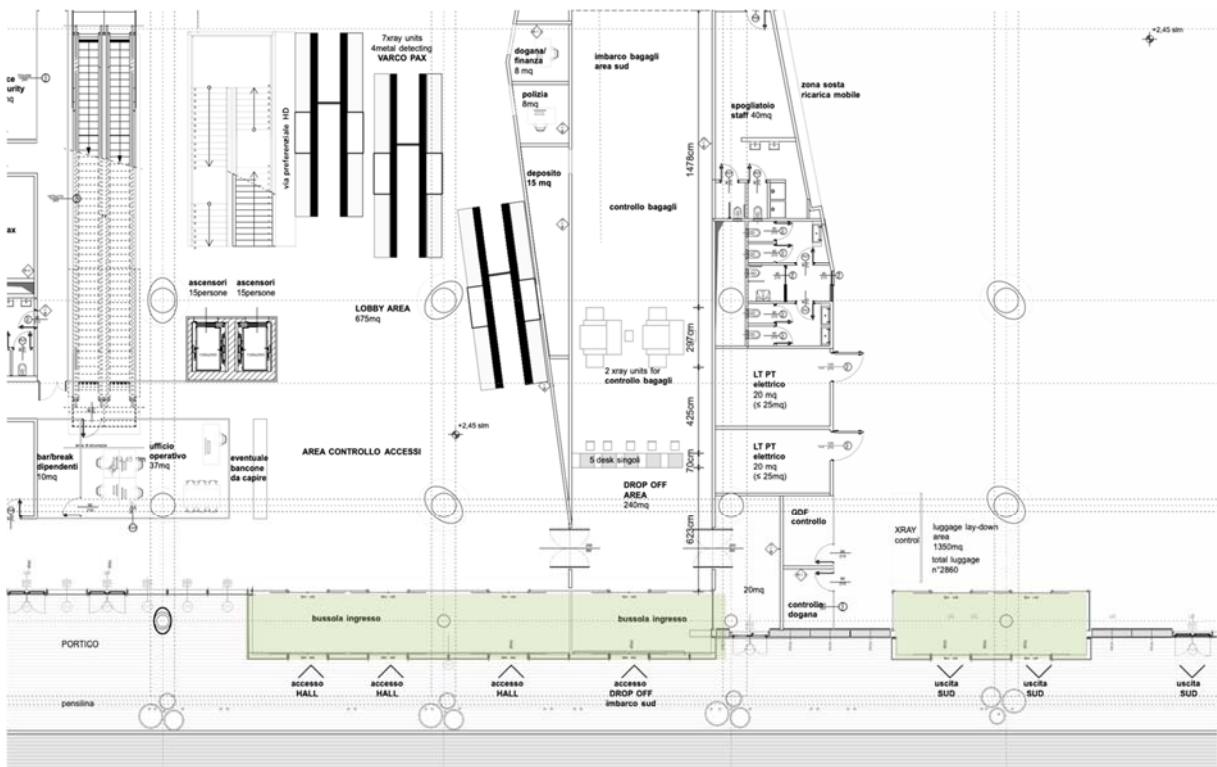 +2,45 slm
7xray units
4metal detecting
VARCO PAX
dogana/
finanza
8 mq
imbarco bagagli
area sud
zona sosta
ricarica mobile
polizia
8mq
spogliatoio
staff 40mq
via preferenziale HD
1478cm
deposito
15 mq
controllo bagagli
ascensori
15persone
ascensori
15persone
LOBBY AREA
675mq
297cm
2 xray units for
controllo bagagli
LT PT
elettrico
20 mq
(≤ 25mq)
425cm
+2,45 slm
ufficio
operativo
37mq
bar/break
dipendenti
10mq
eventuale
bancone
da capire
AREA CONTROLLO ACCESSI
5 desk singoli
70cm
LT PT
elettrico
20 mq
(≤ 25mq)
DROP OFF
AREA
240mq
623cm
GDF
controllo
XRAY
control
luggage lay-down
area
1350mq
total luggage
n°2860
20mq
controllo
dogana
bussola ingresso
bussola ingresso
PORTICO
accesso
HALL
accesso
HALL
accesso
HALL
accesso
DROP OFF
imbarco sud
uscita
SUD
uscita
SUD
uscita
SUD
pensilina